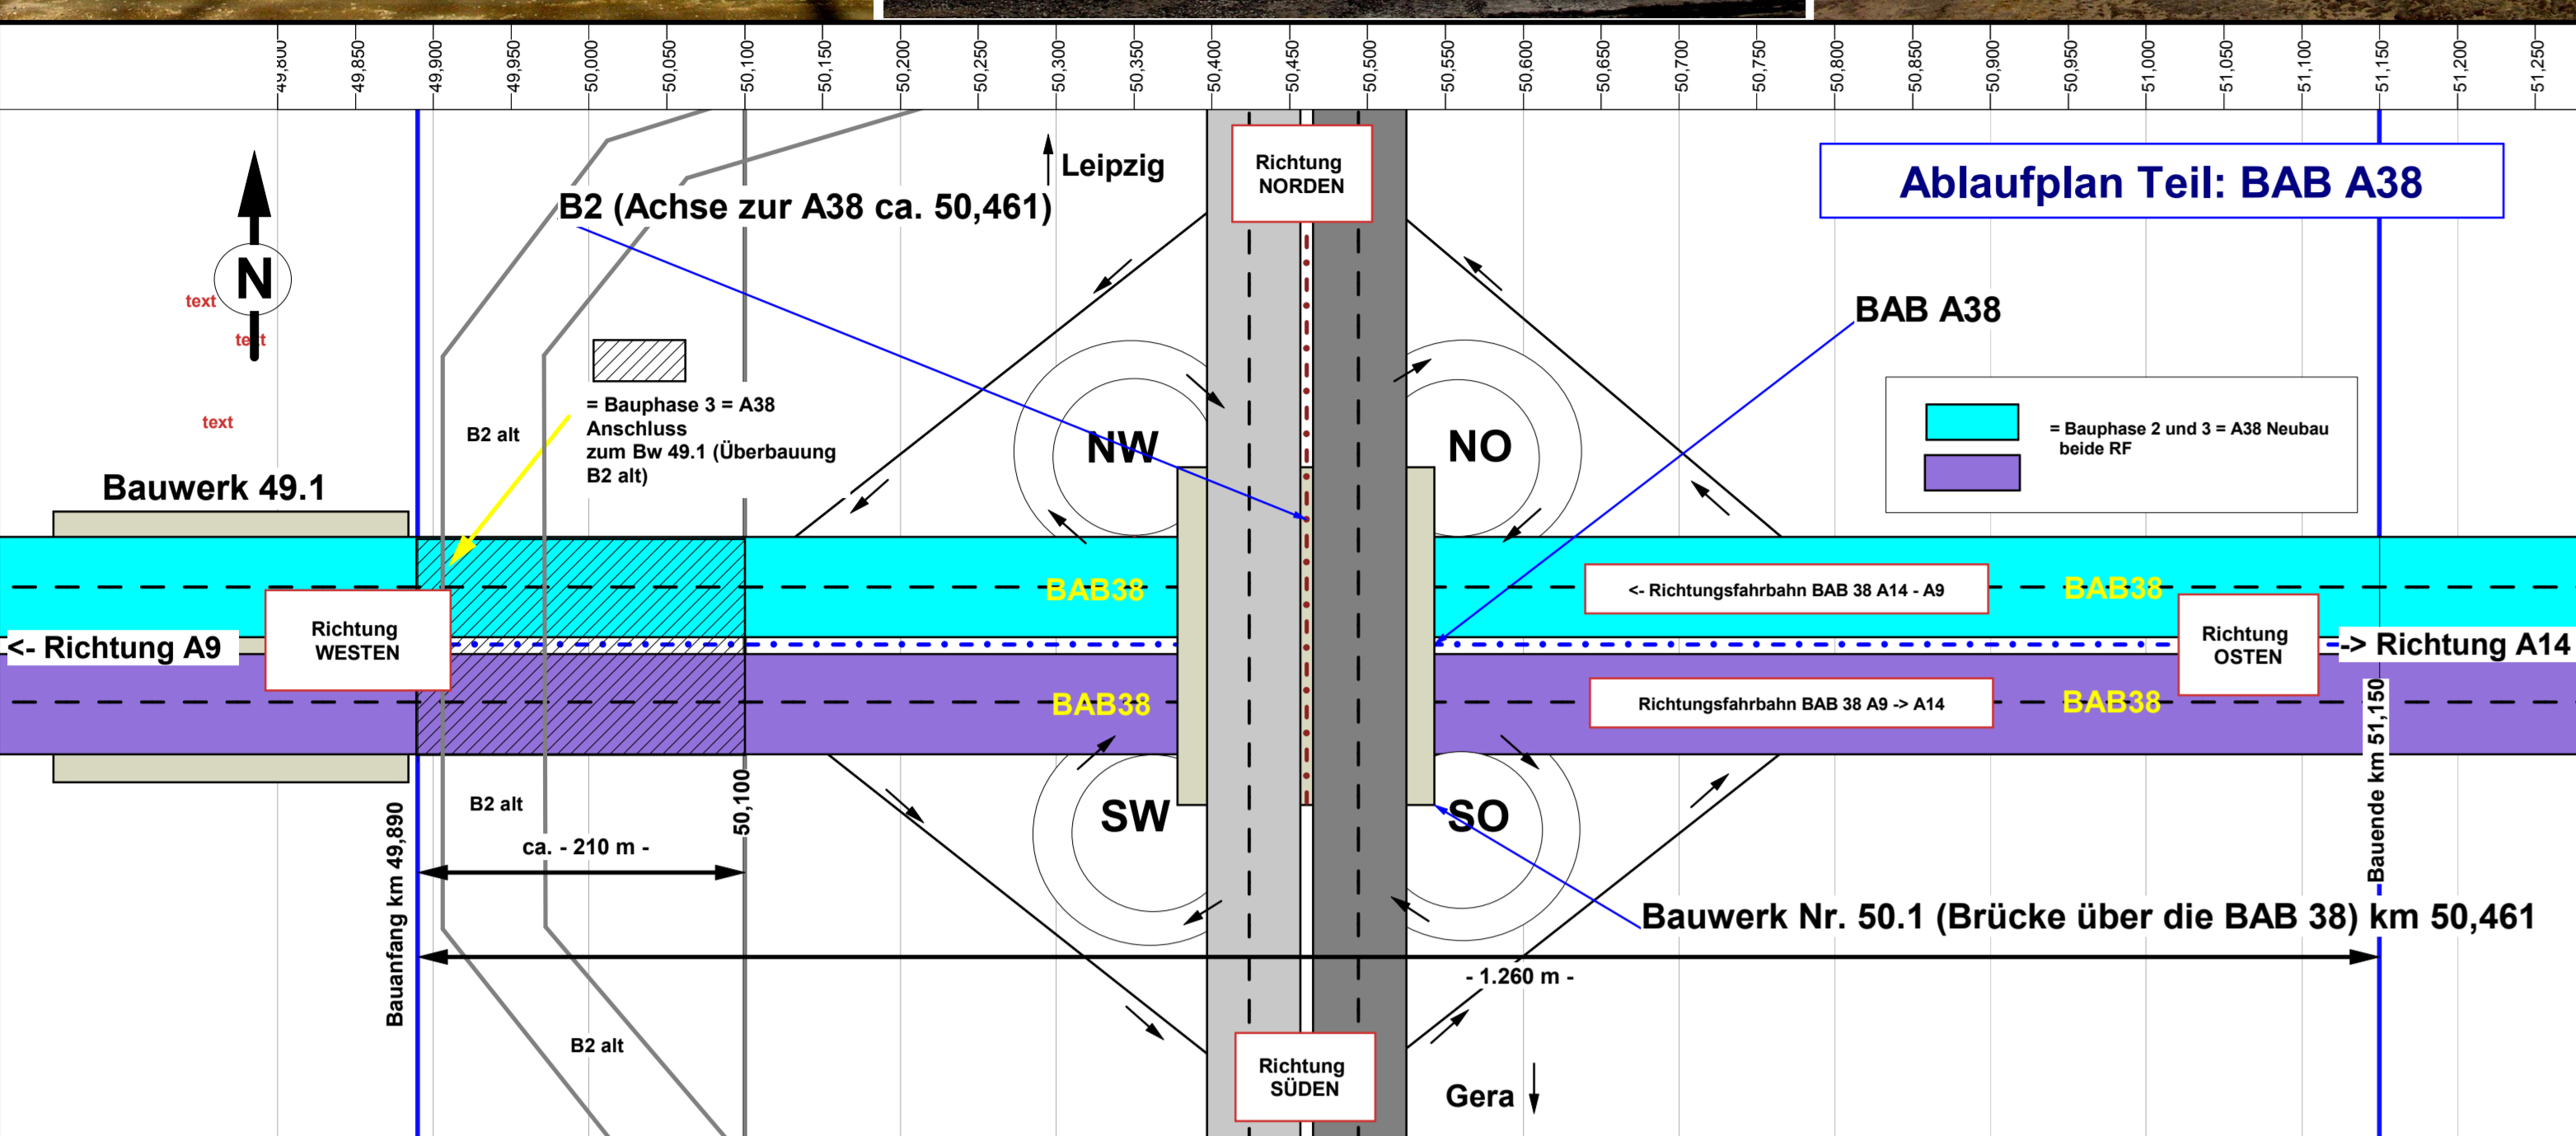 49,800
49,850
49,900
49,950
50,000
50,050
50,100
50,150
50,200
50,250
50,300
50,350
50,400
50,450
50,500
50,550
50,600
50,650
50,700
50,750
50,800
50,850
50,900
50,950
51,000
51,050
51,100
51,150
51,200
51,250
Ablaufplan Teil: BAB A38
Leipzig
Richtung
NORDEN
B2 (Achse zur A38 ca. 50,461)
N
text
text
text
BAB A38
= Bauphase 3 = A38
Anschluss
zum Bw 49.1 (Überbauung
B2 alt)
B2 alt
= Bauphase 2 und 3 = A38 Neubau
beide RF
NW
NO
Bauwerk 49.1
BAB38
<- Richtungsfahrbahn BAB 38 A14 - A9
BAB38
<- Richtung A9
Richtung
WESTEN
Richtung
OSTEN
-> Richtung A14
BAB38
Richtungsfahrbahn BAB 38 A9 -> A14
BAB38
Bauanfang km 49,890
B2 alt
50,100
ca. - 210 m -
SW
SO
Bauende km 51,150
Bauwerk Nr. 50.1 (Brücke über die BAB 38) km 50,461
- 1.260 m -
B2 alt
Richtung
SÜDEN
Gera